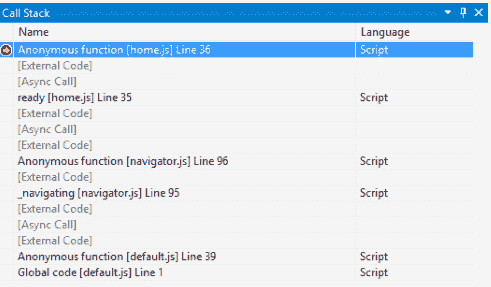 Call Stack
Name Language
Anonymous function [home.js] Line 36 Script
[External Code]
[Async Call]
ready [home.js] Line 35 Script
[External Code]
[Async Call]
[External Code]
Anonymous function [navigator.js] Line 96 Script
[External Code]
_navigating [navigator.js] Line 95 Script
[External Code]
[Async Call]
[External Code]
Anonymous function [default.js] Line 39 Script
Global code [default.js] Line 1 Script